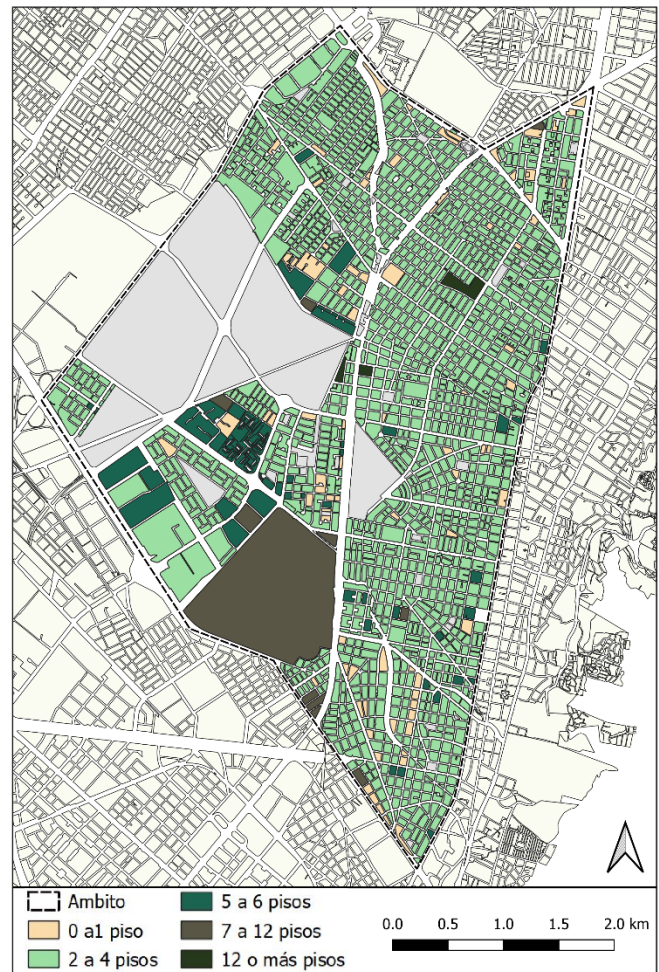 Ambito
0 a1 piso
2 a 4 pisos
5 a 6 pisos
7 a 12 pisos
12 o más pisos
0.0 0.5 1.0 1.5 2.0 km